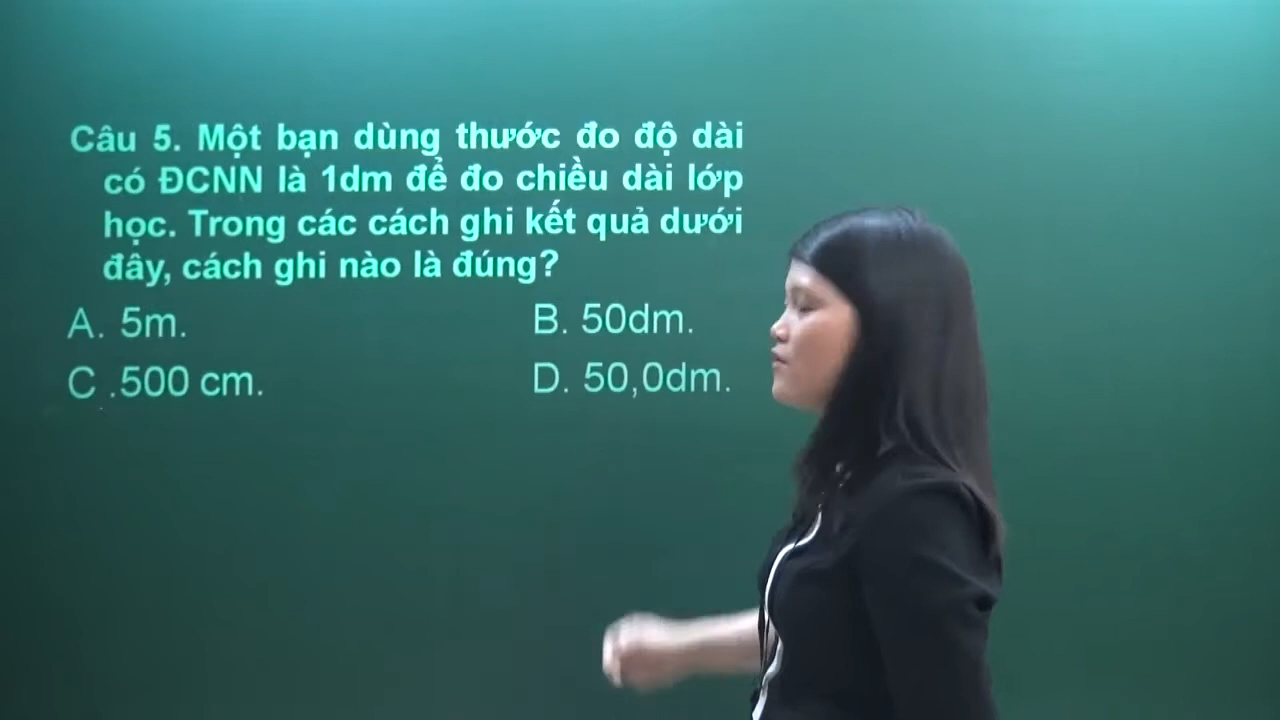 Câu 5. Một bạn dùng thước đo độ dài
có ĐCNN là 1dm để đo chiều dài lớp
học. Trong các cách ghi kết quả dưới
đây, cách ghi nào là đúng?
A. 5m. B. 50dm.
C .500 cm. D. 50,0dm.